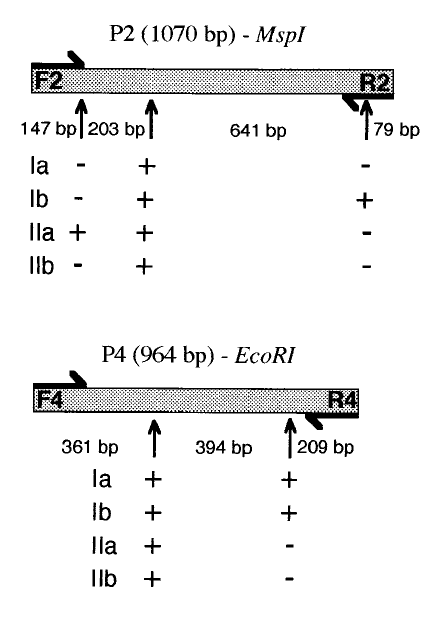 P2 (1070 bp) - MspI
F2 R2
147 bp 203 bp 641 bp 79 bp
Ia - + -
Ib - + +
IIa + + -
IIb - + -
P4 (964 bp) - EcoRI
F4 R4
361 bp 394 bp 209 bp
Ia + +
Ib + +
IIa + -
IIb + -